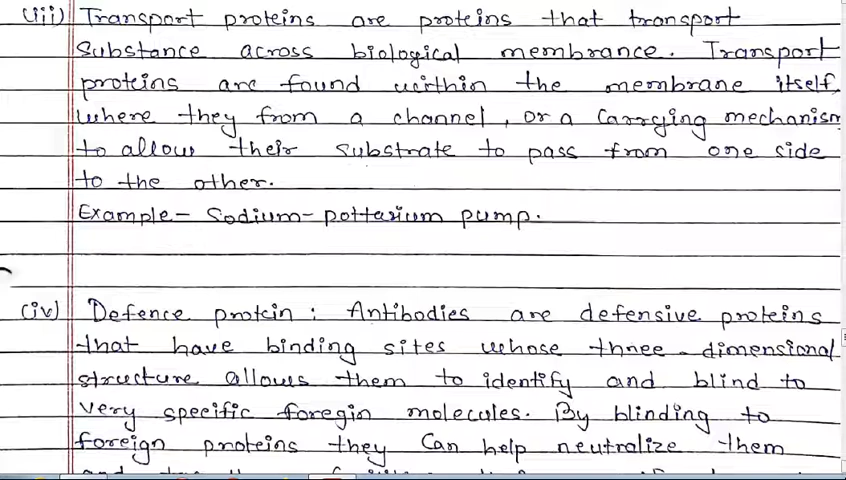 (iii) Transport proteins are proteins that transport
substance across biological membrance. Transport
proteins are found within the membrane itself,
where they from a channel, or a carrying mechanism
to allow their substrate to pass from one side
to the other.
Example - Sodium - pottasium pump.
(iv) Defence protein : Antibodies are defensive proteins
that have binding sites whose three - dimensional
structure allows them to identify and blind to
very specific foregin molecules. By blinding to
foreign proteins they can help neutralize them